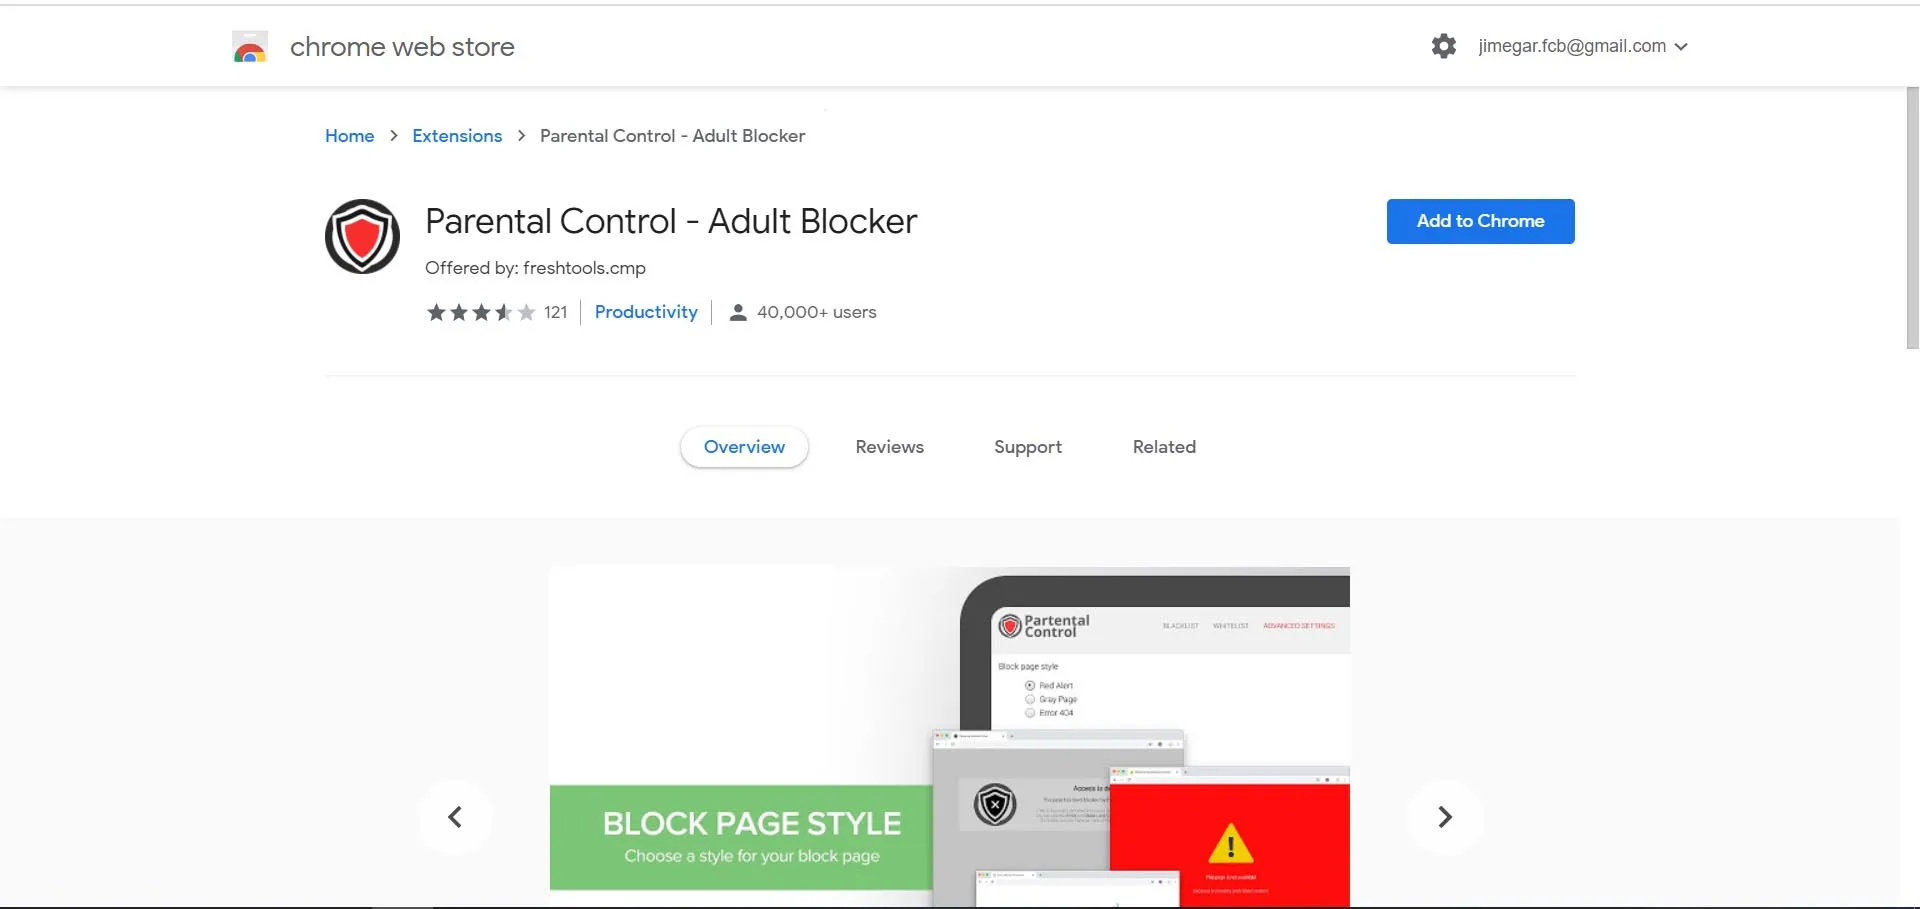 chrome web store
jimegar.fcb@gmail.com
Home > Extensions > Parental Control - Adult Blocker
Parental Control - Adult Blocker
Add to Chrome
Offered by: freshtools.cmp
121 Productivity 40,000+ users
Overview Reviews Support Related
Partental
Control
BLACKLIST WHITELIST ADVANCED SETTINGS
Block page style
Red Alert
Gray Page
Error 404
BLOCK PAGE STYLE
Choose a style for your block page
Access is de